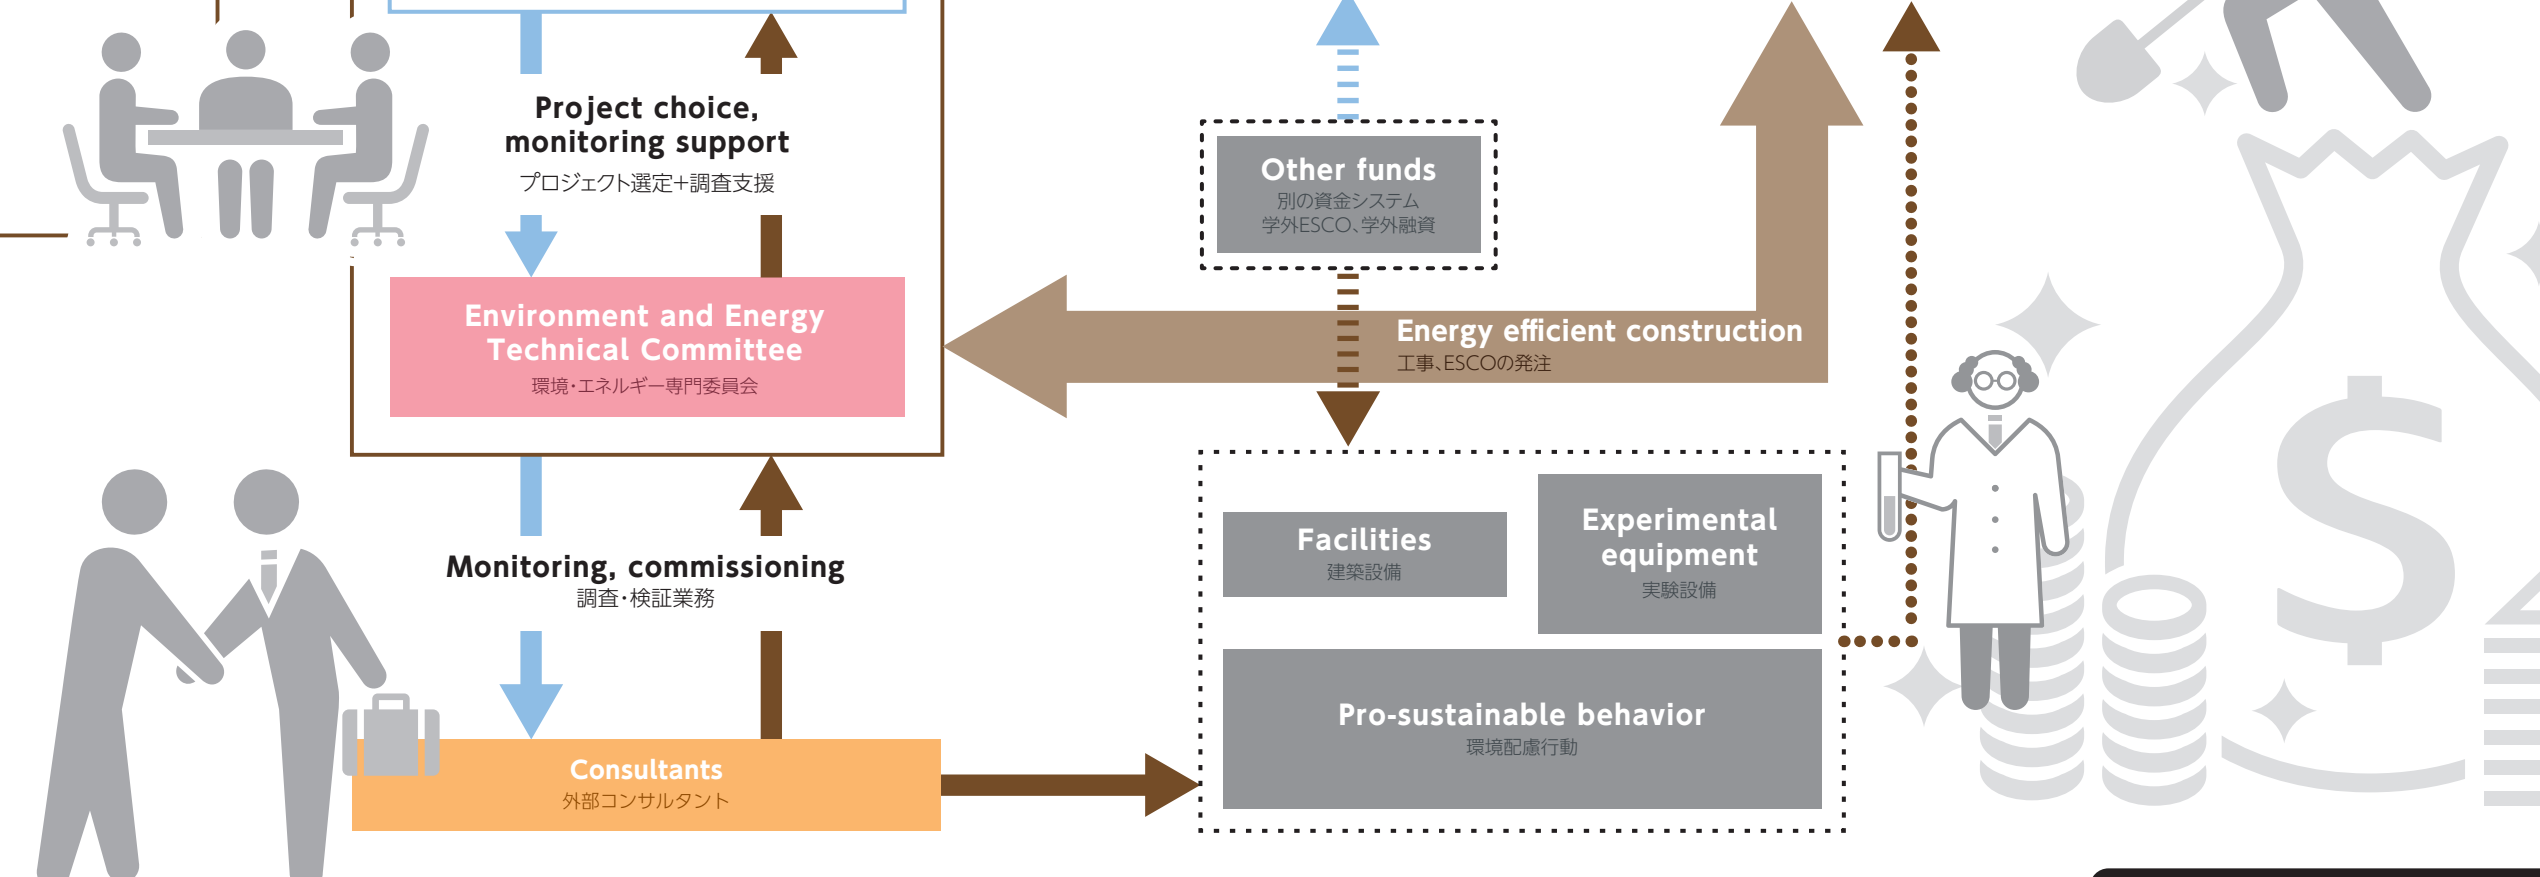 Project choice,
monitoring support
プロジェクト選定+調査支援
Other funds
別の資金システム
学外ESCO、学外融資
Environment and Energy
Technical Committee
環境・エネルギー専門委員会
Energy efficient construction
工事、ESCOの発注
Monitoring, commissioning
調査・検証業務
Facilities
建築設備
Experimental
equipment
実験設備
Pro-sustainable behavior
環境配慮行動
Consultants
外部コンサルタント
$